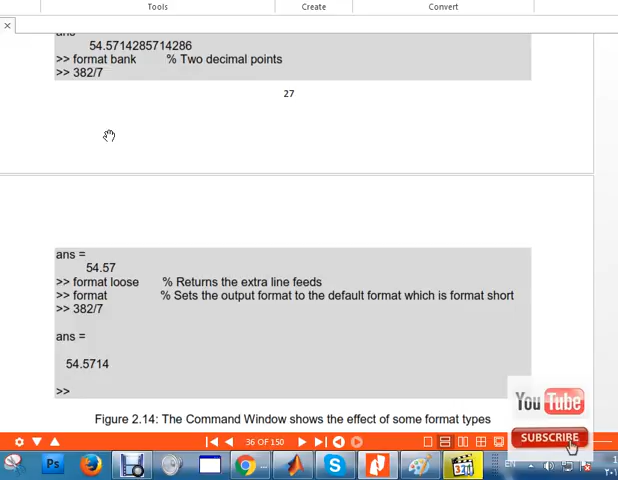 Tools Create Convert
ans
54.5714285714286
>> format bank % Two decimal points
>> 382/7
27
ans =
54.57
>> format loose % Returns the extra line feeds
>> format % Sets the output format to the default format which is format short
>> 382/7
ans =
54.5714
>>
Figure 2.14: The Command Window shows the effect of some format types
You Tube
SUBSCRIBE
36 OF 150
Ps
EN